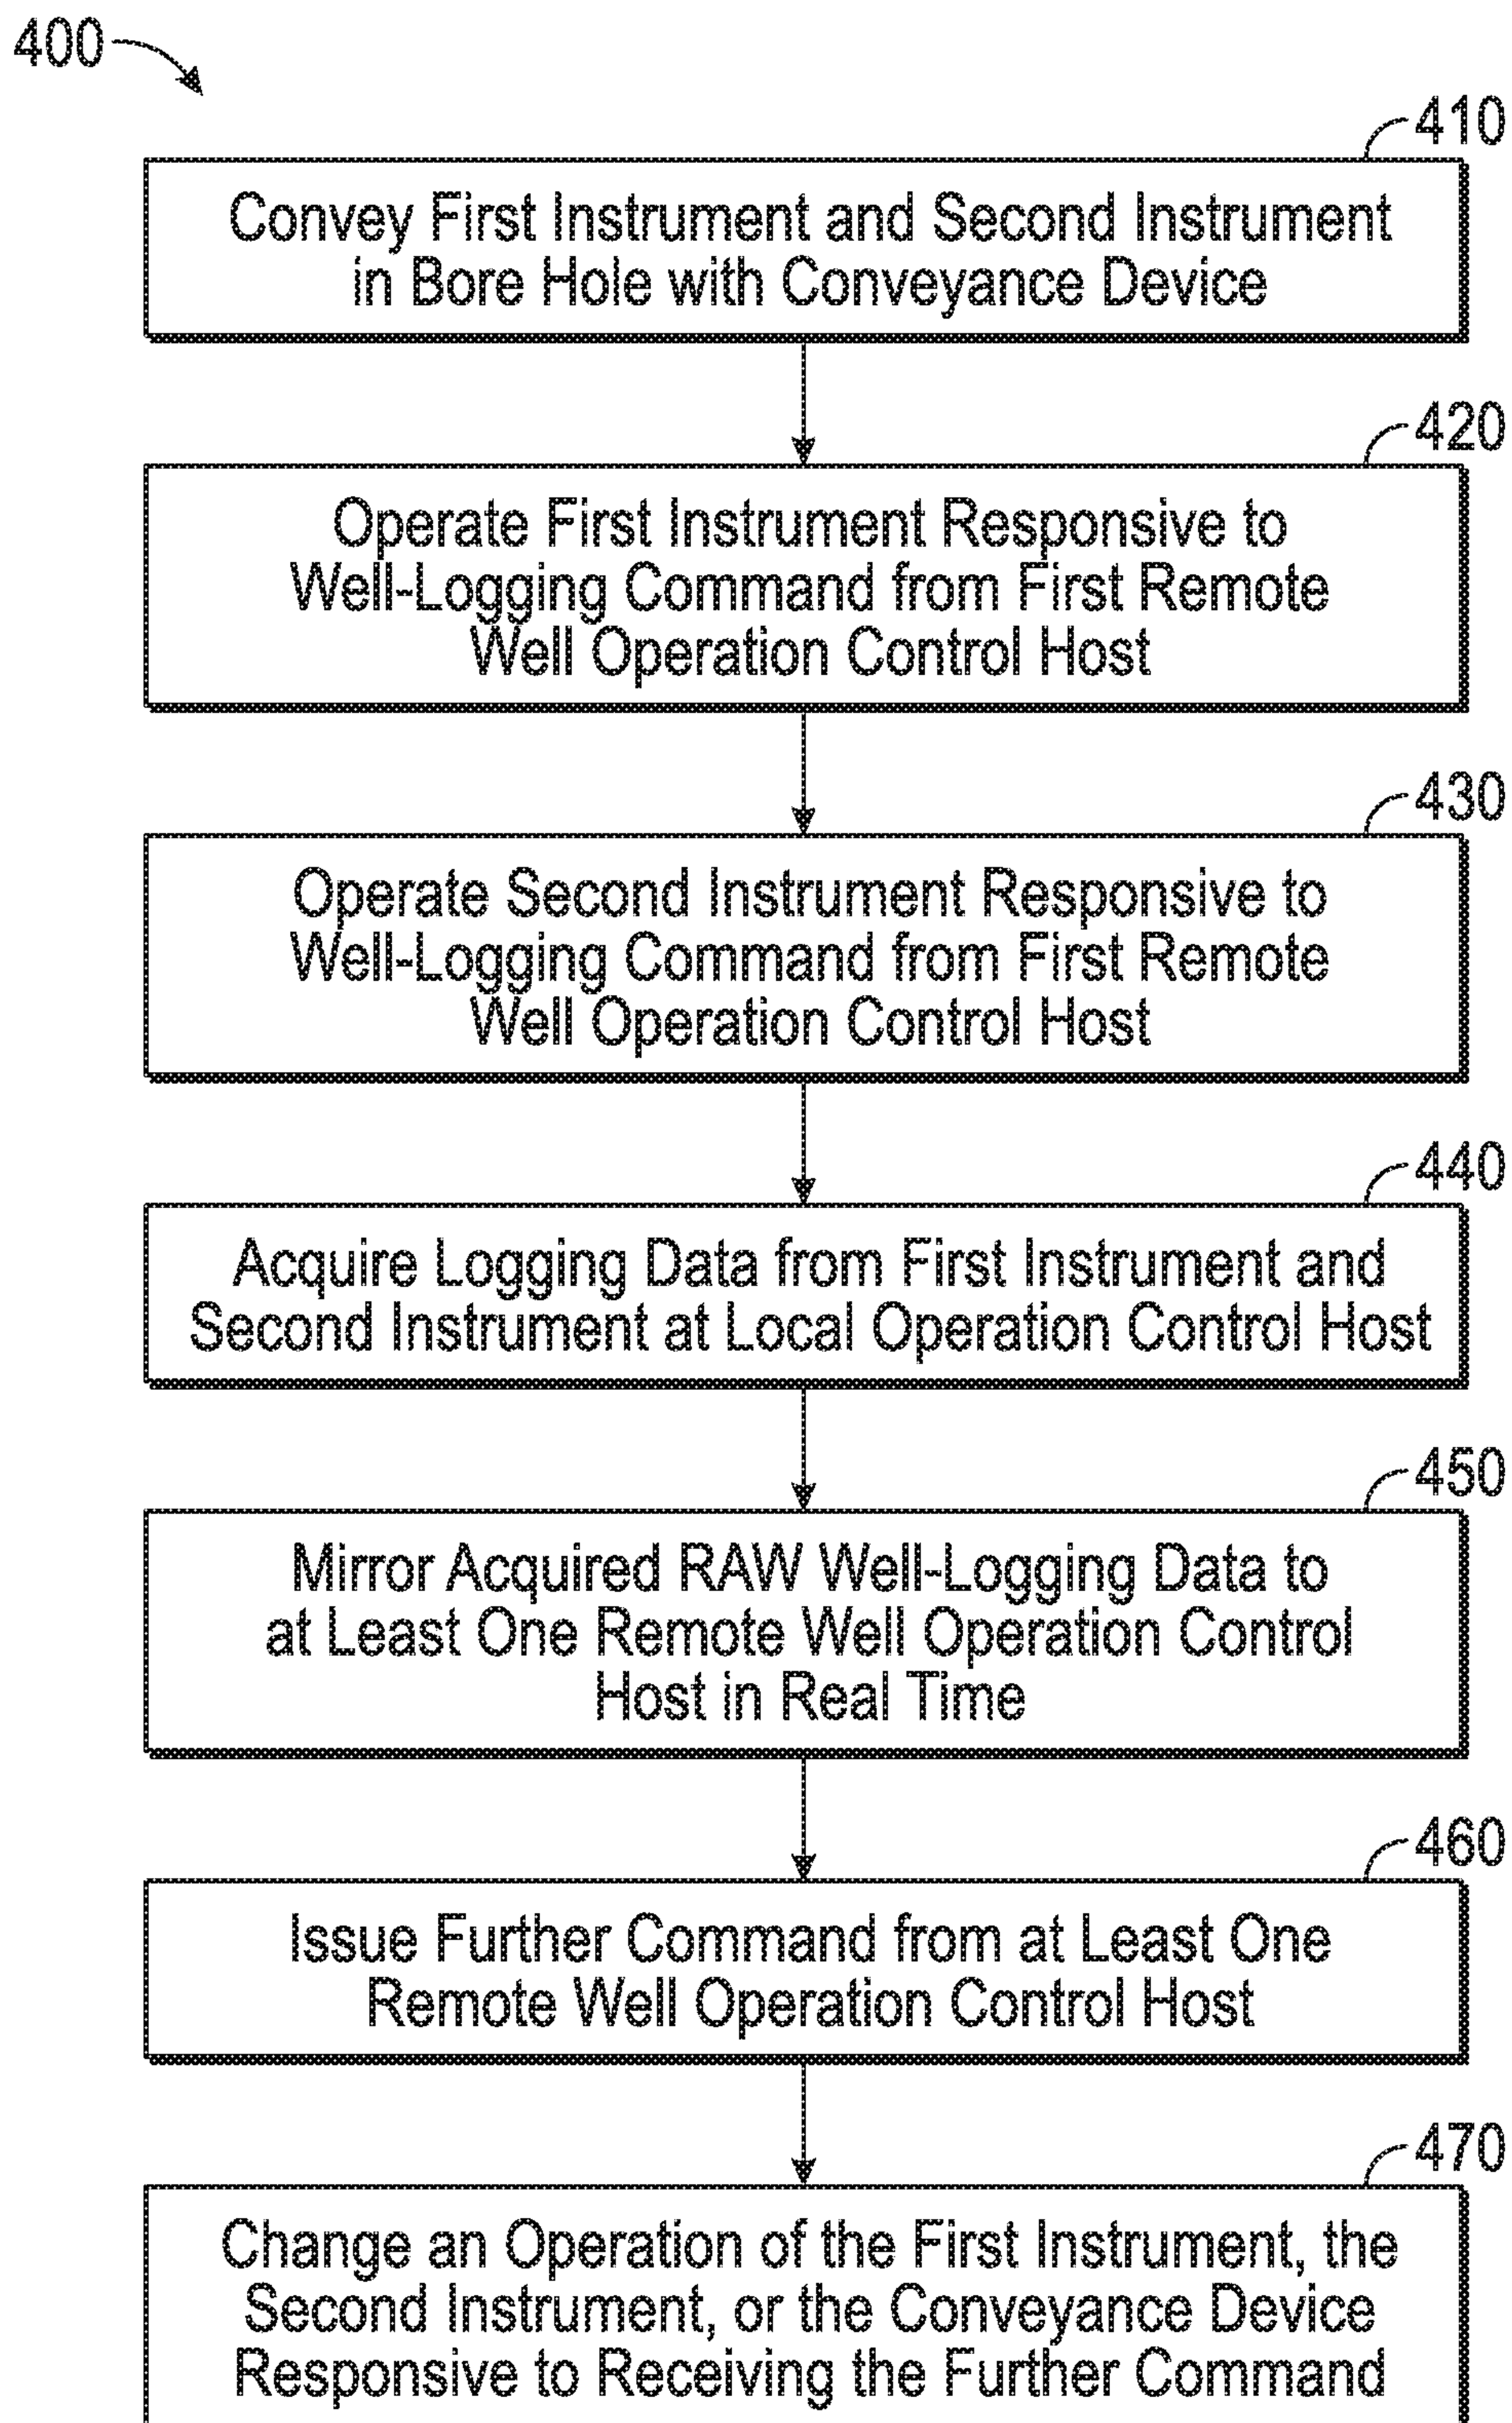 400
410
Convey First Instrument and Second Instrument
in Bore Hole with Conveyance Device
420
Operate First Instrument Responsive to
Well-Logging Command from First Remote
Well Operation Control Host
430
Operate Second Instrument Responsive to
Well-Logging Command from First Remote
Well Operation Control Host
440
Acquire Logging Data from First Instrument and
Second Instrument at Local Operation Control Host
450
Mirror Acquired RAW Well-Logging Data to
at Least One Remote Well Operation Control
Host in Real Time
460
Issue Further Command from at Least One
Remote Well Operation Control Host
470
Change an Operation of the First Instrument, the
Second Instrument, or the Conveyance Device
Responsive to Receiving the Further Command